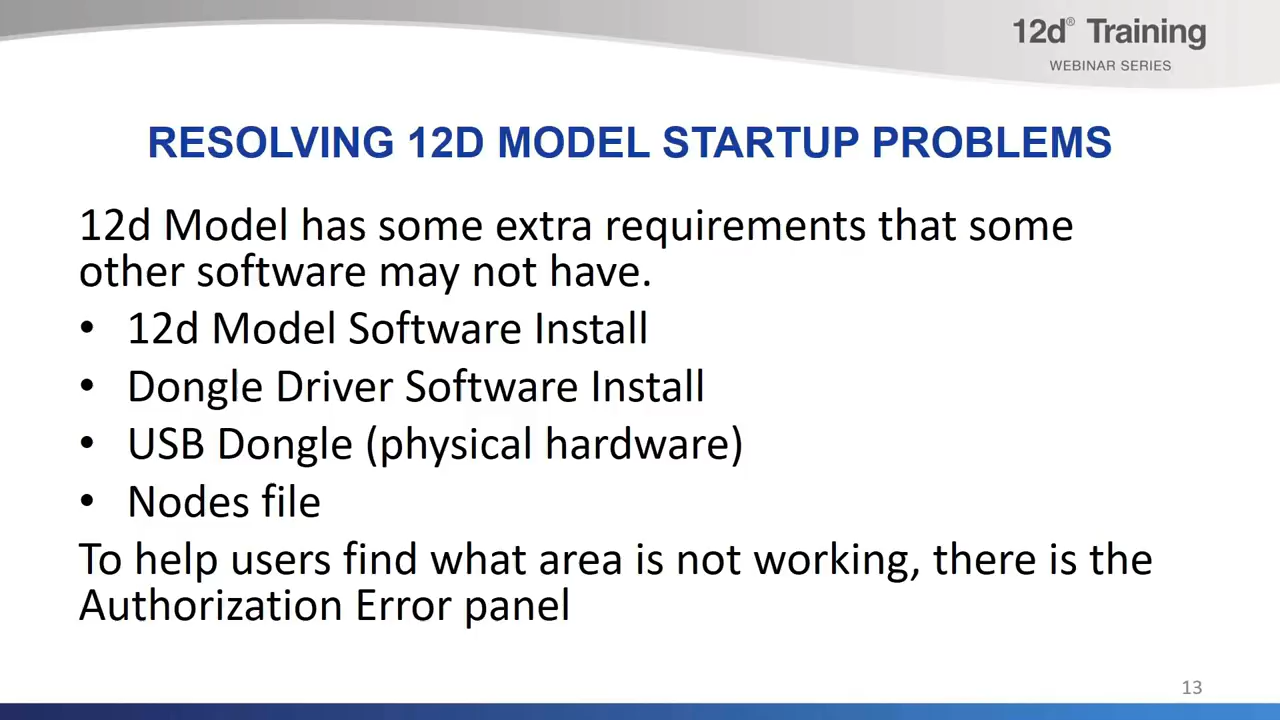 12d® Training
WEBINAR SERIES
RESOLVING 12D MODEL STARTUP PROBLEMS
12d Model has some extra requirements that some
other software may not have.
• 12d Model Software Install
• Dongle Driver Software Install
• USB Dongle (physical hardware)
• Nodes file
To help users find what area is not working, there is the
Authorization Error panel
13